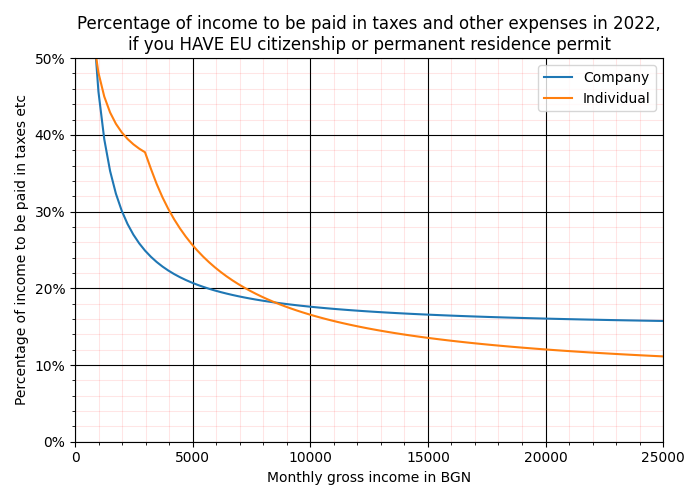 Percentage of income to be paid in taxes and other expenses in 2022,
if you HAVE EU citizenship or permanent residence permit
Percentage of income to be paid in taxes etc
50%
40%
30%
20%
10%
0%
Company
Individual
0
5000
10000
15000
20000
25000
Monthly gross income in BGN